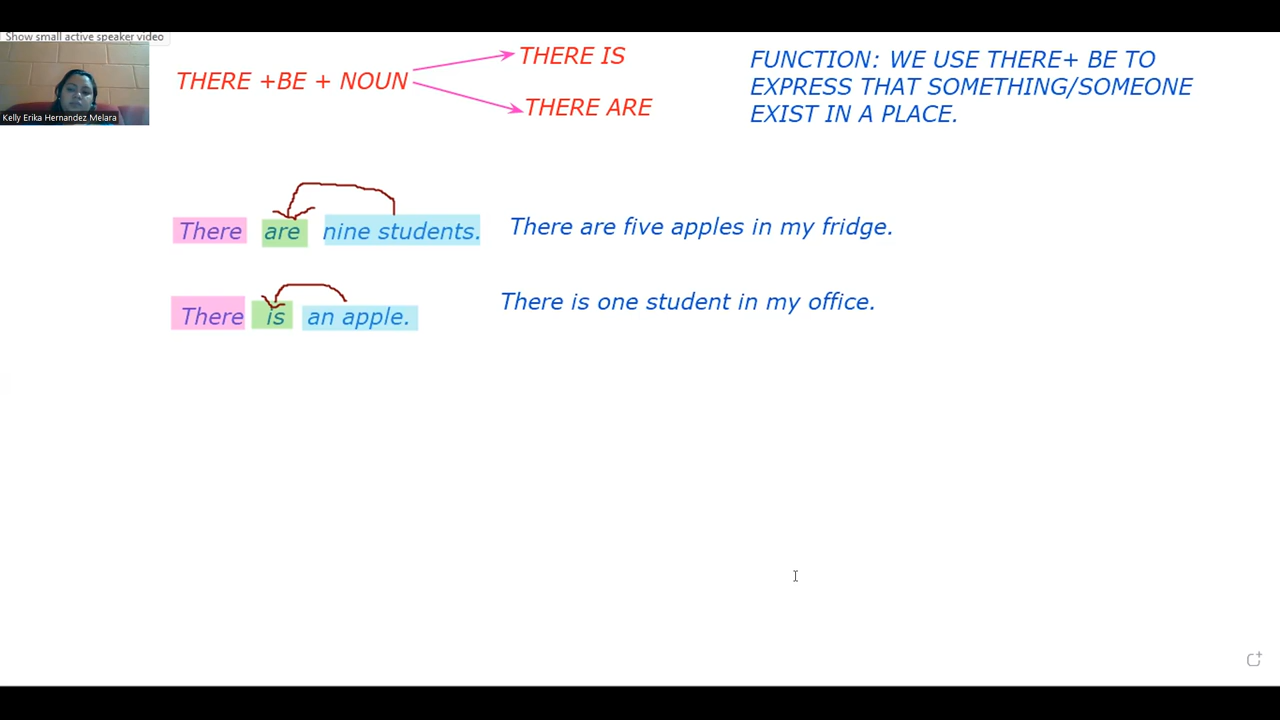 Show small active speaker video
Kelly Erika Hernandez Melara
THERE +BE + NOUN
THERE IS
THERE ARE
FUNCTION: WE USE THERE+ BE TO
EXPRESS THAT SOMETHING/SOMEONE
EXIST IN A PLACE.
There are nine students.
There are five apples in my fridge.
There is an apple.
There is one student in my office.